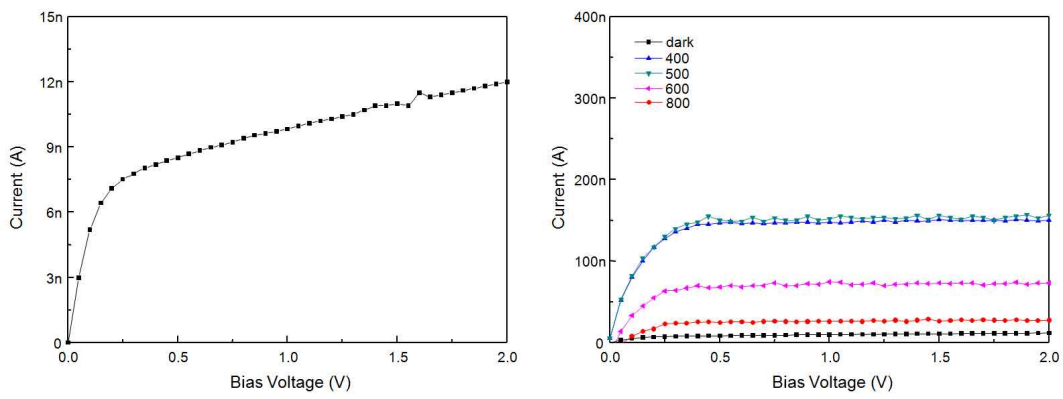 15n
12n
9n
6n
3n
0
0.0 0.5 1.0 1.5 2.0
Current (A)
Bias Voltage (V)
400n
300n
200n
100n
0
0.0 0.5 1.0 1.5 2.0
Current (A)
Bias Voltage (V)
dark
400
500
600
800